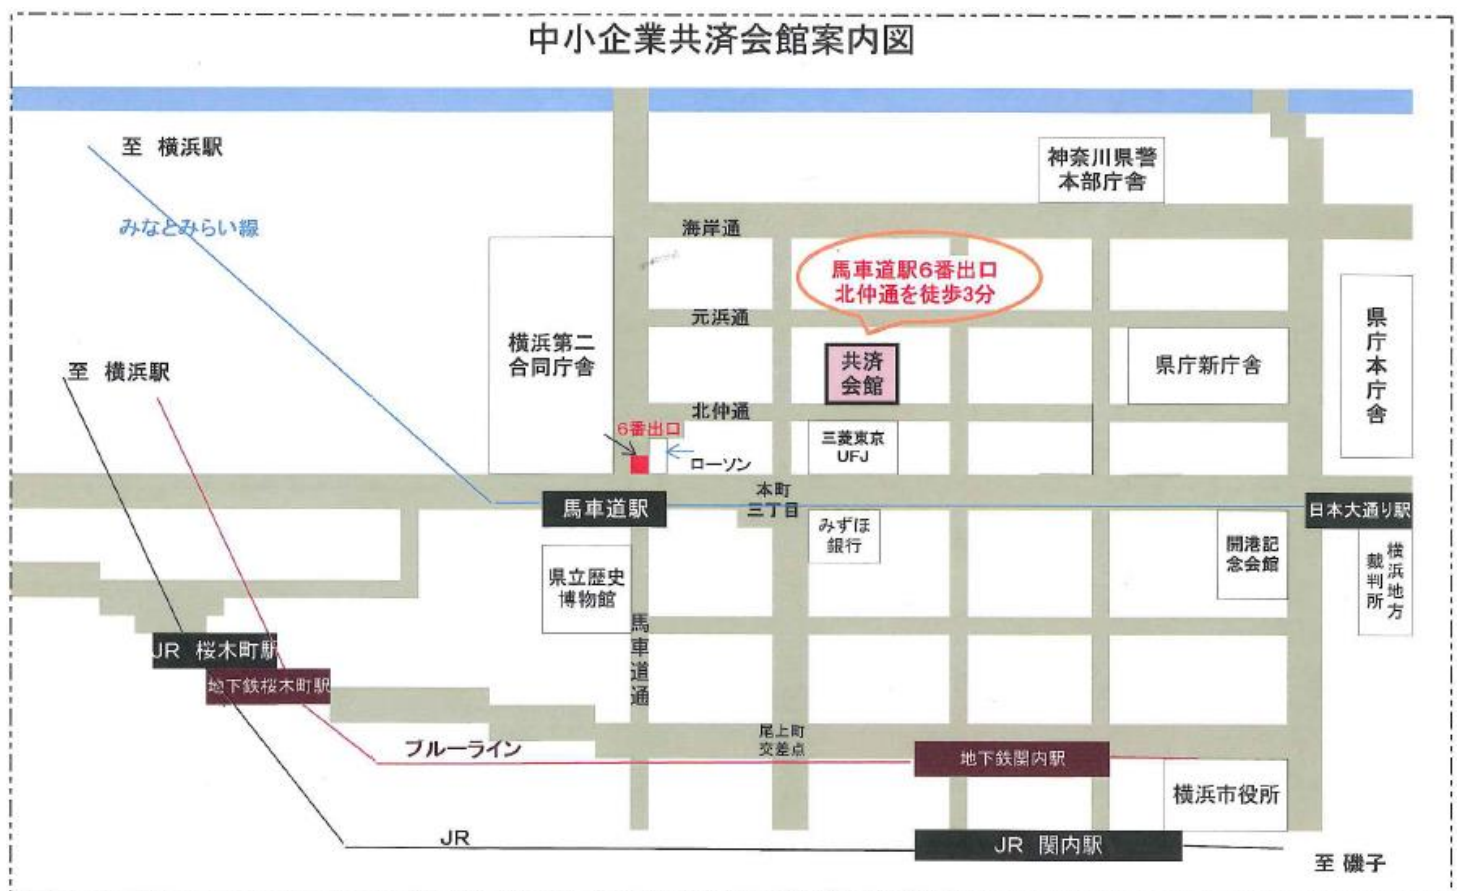 中小企業共済会館案内図
至 横浜駅
神奈川県警
本部庁舎
みなとみらい線
海岸通
馬車道駅6番出口
北仲通を徒歩3分
元浜通
横浜第二
合同庁舎
共済
会館
県庁新庁舎
県庁本庁舎
至 横浜駅
北仲通
6番出口
ローソン
三菱東京
UFJ
本町
三丁目
馬車道駅
日本大通り駅
みずほ
銀行
開港記
念会館
横浜地方
裁判所
県立歴史
博物館
馬車道通
JR 桜木町駅
地下鉄桜木町駅
尾上町
交差点
ブルーライン
地下鉄関内駅
横浜市役所
JR
JR 関内駅
至 磯子